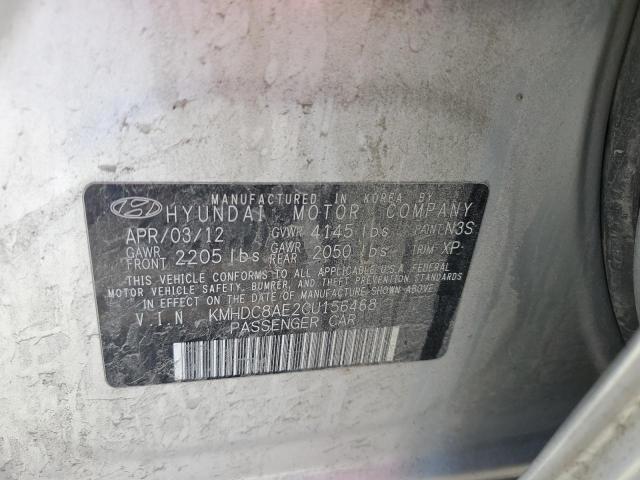 MANUFACTURED IN KOREA BY
HYUNDAI MOTOR COMPANY
APR/03/12 GVWR 4145 lbs PAINT N3S
GAWR FRONT 2205 lbs GAWR REAR 2050 lbs TRIM XP
THIS VEHICLE CONFORMS TO ALL APPLICABLE U.S.A. FEDERAL
MOTOR VEHICLE SAFETY, BUMPER, AND THEFT PREVENTION STANDARDS
IN EFFECT ON THE DATE OF MANUFACTURE SHOWN ABOVE
V.I.N KMHDC8AE2CU156468
PASSENGER CAR